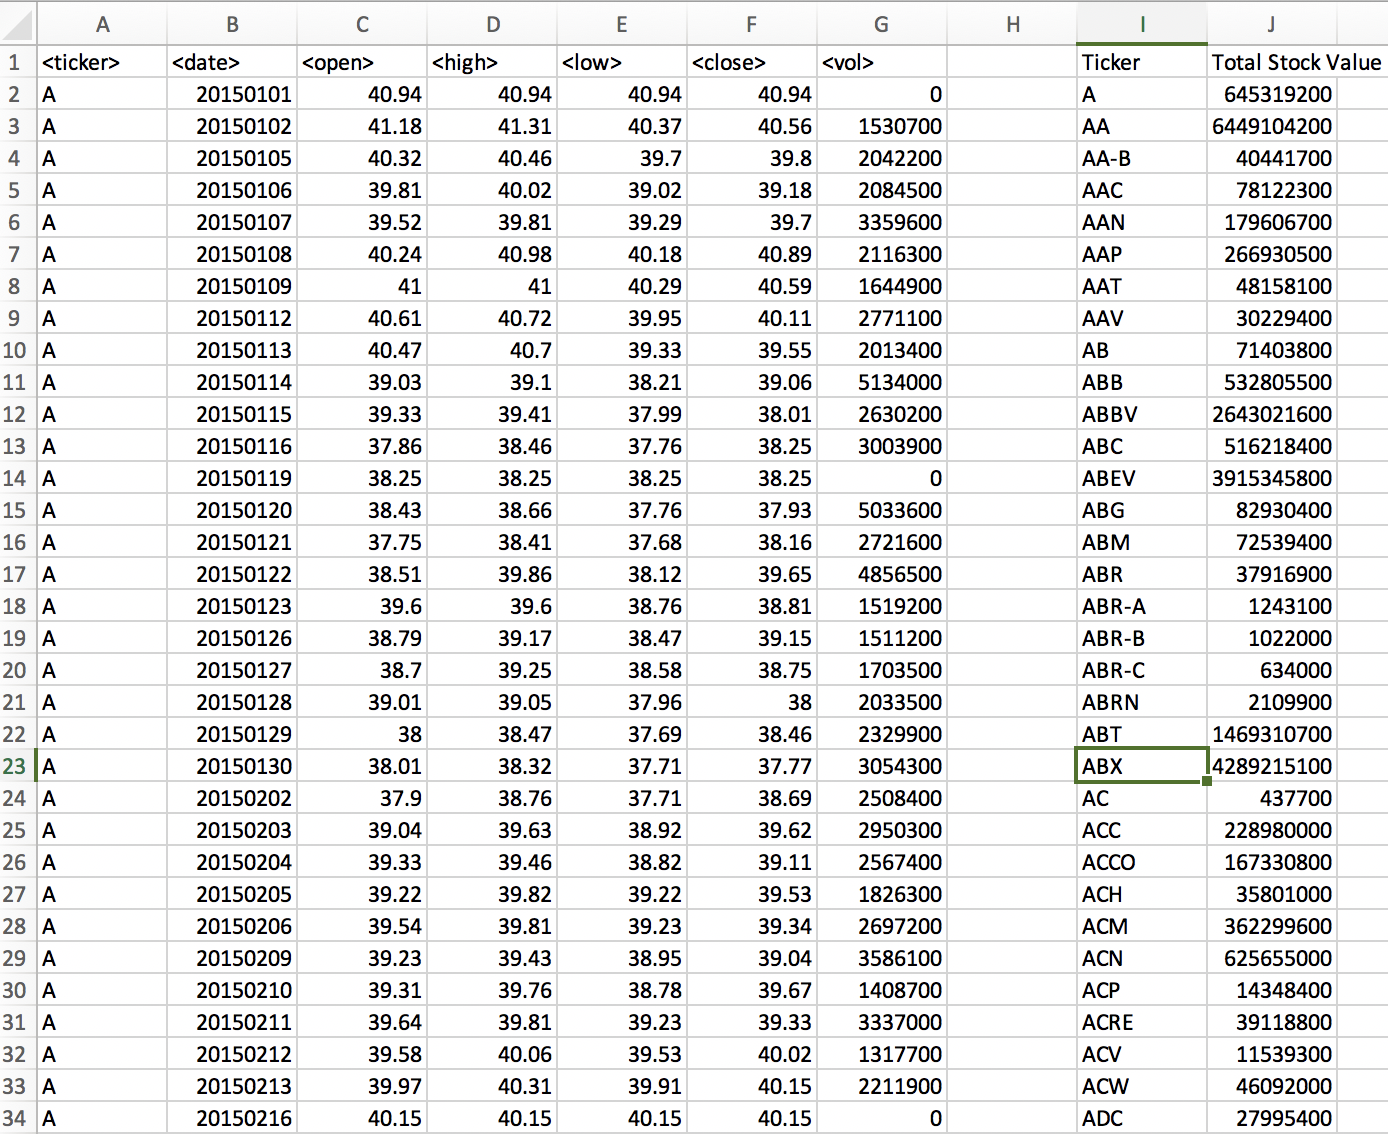 A B C D E F G H I J
1 <ticker> <date> <open> <high> <low> <close> <vol> Ticker Total Stock Value
2 A 20150101 40.94 40.94 40.94 40.94 0 A 645319200
3 A 20150102 41.18 41.31 40.37 40.56 1530700 AA 6449104200
4 A 20150105 40.32 40.46 39.7 39.8 2042200 AA-B 40441700
5 A 20150106 39.81 40.02 39.02 39.18 2084500 AAC 78122300
6 A 20150107 39.52 39.81 39.29 39.7 3359600 AAN 179606700
7 A 20150108 40.24 40.98 40.18 40.89 2116300 AAP 266930500
8 A 20150109 41 41 40.29 40.59 1644900 AAT 48158100
9 A 20150112 40.61 40.72 39.95 40.11 2771100 AAV 30229400
10 A 20150113 40.47 40.7 39.33 39.55 2013400 AB 71403800
11 A 20150114 39.03 39.1 38.21 39.06 5134000 ABB 532805500
12 A 20150115 39.33 39.41 37.99 38.01 2630200 ABBV 2643021600
13 A 20150116 37.86 38.46 37.76 38.25 3003900 ABC 516218400
14 A 20150119 38.25 38.25 38.25 38.25 0 ABEV 3915345800
15 A 20150120 38.43 38.66 37.76 37.93 5033600 ABG 82930400
16 A 20150121 37.75 38.41 37.68 38.16 2721600 ABM 72539400
17 A 20150122 38.51 39.86 38.12 39.65 4856500 ABR 37916900
18 A 20150123 39.6 39.6 38.76 38.81 1519200 ABR-A 1243100
19 A 20150126 38.79 39.17 38.47 39.15 1511200 ABR-B 1022000
20 A 20150127 38.7 39.25 38.58 38.75 1703500 ABR-C 634000
21 A 20150128 39.01 39.05 37.96 38 2033500 ABRN 2109900
22 A 20150129 38 38.47 37.69 38.46 2329900 ABT 1469310700
23 A 20150130 38.01 38.32 37.71 37.77 3054300 ABX 4289215100
24 A 20150202 37.9 38.76 37.71 38.69 2508400 AC 437700
25 A 20150203 39.04 39.63 38.92 39.62 2950300 ACC 228980000
26 A 20150204 39.33 39.46 38.82 39.11 2567400 ACCO 167330800
27 A 20150205 39.22 39.82 39.22 39.53 1826300 ACH 35801000
28 A 20150206 39.54 39.81 39.23 39.34 2697200 ACM 362299600
29 A 20150209 39.23 39.43 38.95 39.04 3586100 ACN 625655000
30 A 20150210 39.31 39.76 38.78 39.67 1408700 ACP 14348400
31 A 20150211 39.64 39.81 39.23 39.33 3337000 ACRE 39118800
32 A 20150212 39.58 40.06 39.53 40.02 1317700 ACV 11539300
33 A 20150213 39.97 40.31 39.91 40.15 2211900 ACW 46092000
34 A 20150216 40.15 40.15 40.15 40.15 0 ADC 27995400